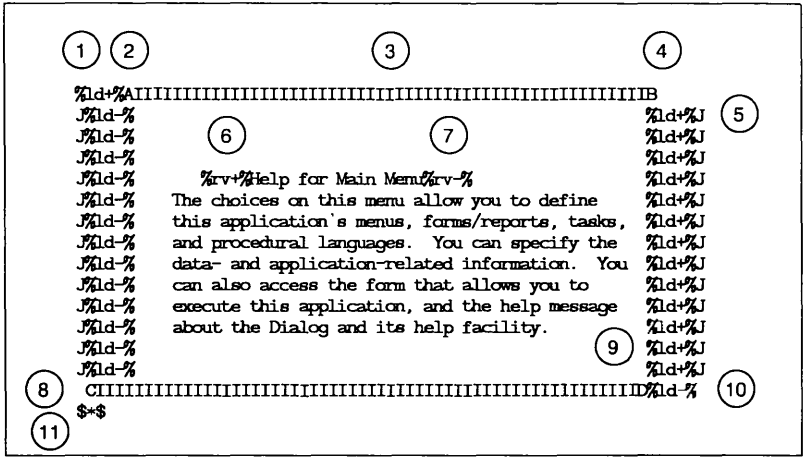 1 2 3 4
%ld+%AIIIIIIIIIIIIIIIIIIIIIIIIIIIIIIIIIIIIIIIIIIIIIIIIIIIIIB
J%ld-% %ld+%J 5
J%ld-% 6 7 %ld+%J
J%ld-% %ld+%J
J%ld-% %rv+%Help for Main Menu%rv-% %ld+%J
J%ld-% The choices on this menu allow you to define %ld+%J
J%ld-% this application's menus, forms/reports, tasks, %ld+%J
J%ld-% and procedural languages. You can specify the %ld+%J
J%ld-% data- and application-related information. You %ld+%J
J%ld-% can also access the form that allows you to %ld+%J
J%ld-% execute this application, and the help message %ld+%J
J%ld-% about the Dialog and its help facility. %ld+%J
J%ld-% 9 %ld+%J
J%ld-% %ld+%J
8 CIIIIIIIIIIIIIIIIIIIIIIIIIIIIIIIIIIIIIIIIIIIIIIIIIIIIIIIID%ld-% 10
$*$
11